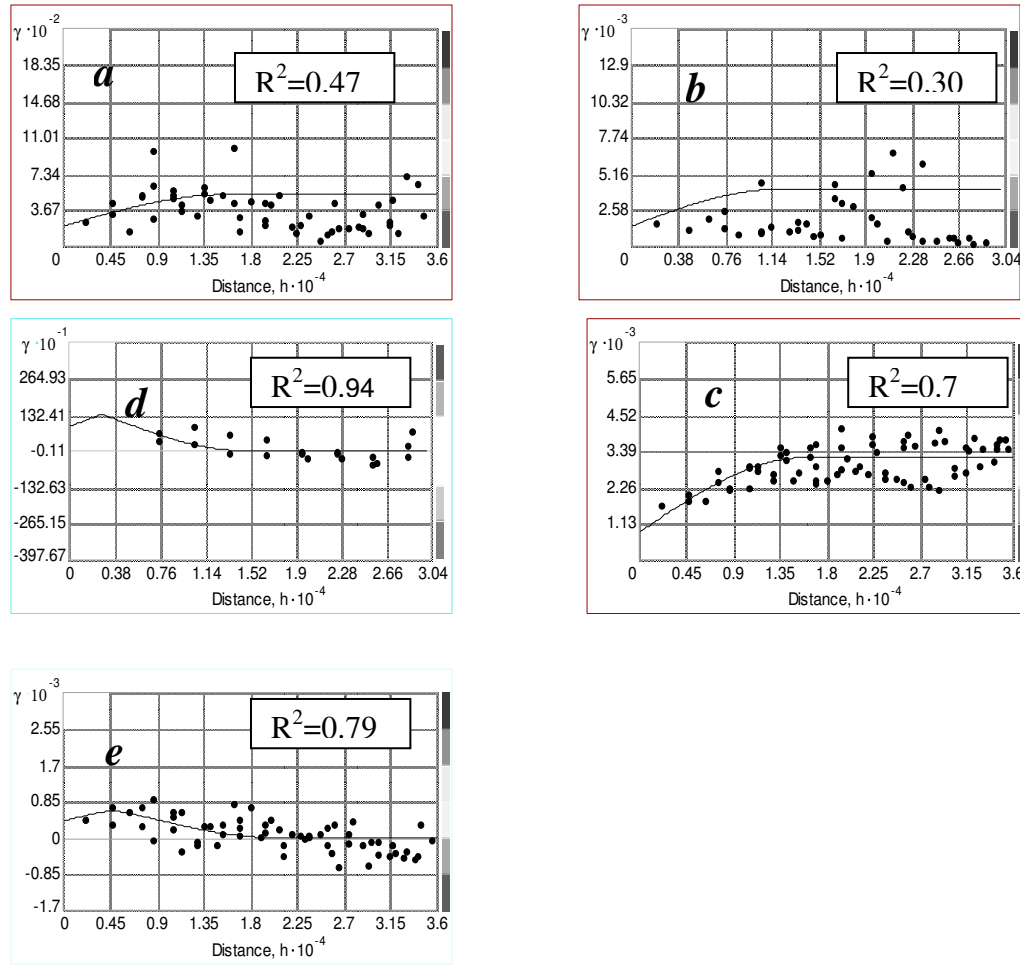 γ ·10 -2
18.35
14.68
11.01
7.34
3.67
a
R2=0.47
0 0.45 0.9 1.35 1.8 2.25 2.7 3.15 3.6
Distance, h·10-4
γ ·10 -3
12.9
10.32
7.74
5.16
2.58
b
R2=0.30
0 0.38 0.76 1.14 1.52 1.9 2.28 2.66 3.04
Distance, h·10-4
γ ·10 -1
264.93
132.41
-0.11
-132.63
-265.15
-397.67
d
R2=0.94
0 0.38 0.76 1.14 1.52 1.9 2.28 2.66 3.04
Distance, h·10-4
γ ·10 -3
5.65
4.52
3.39
2.26
1.13
c
R2=0.7
0 0.45 0.9 1.35 1.8 2.25 2.7 3.15 3.6
Distance, h·10-4
γ 10 -3
2.55
1.7
0.85
0
-0.85
-1.7
e
R2=0.79
0 0.45 0.9 1.35 1.8 2.25 2.7 3.15 3.6
Distance, h·10-4